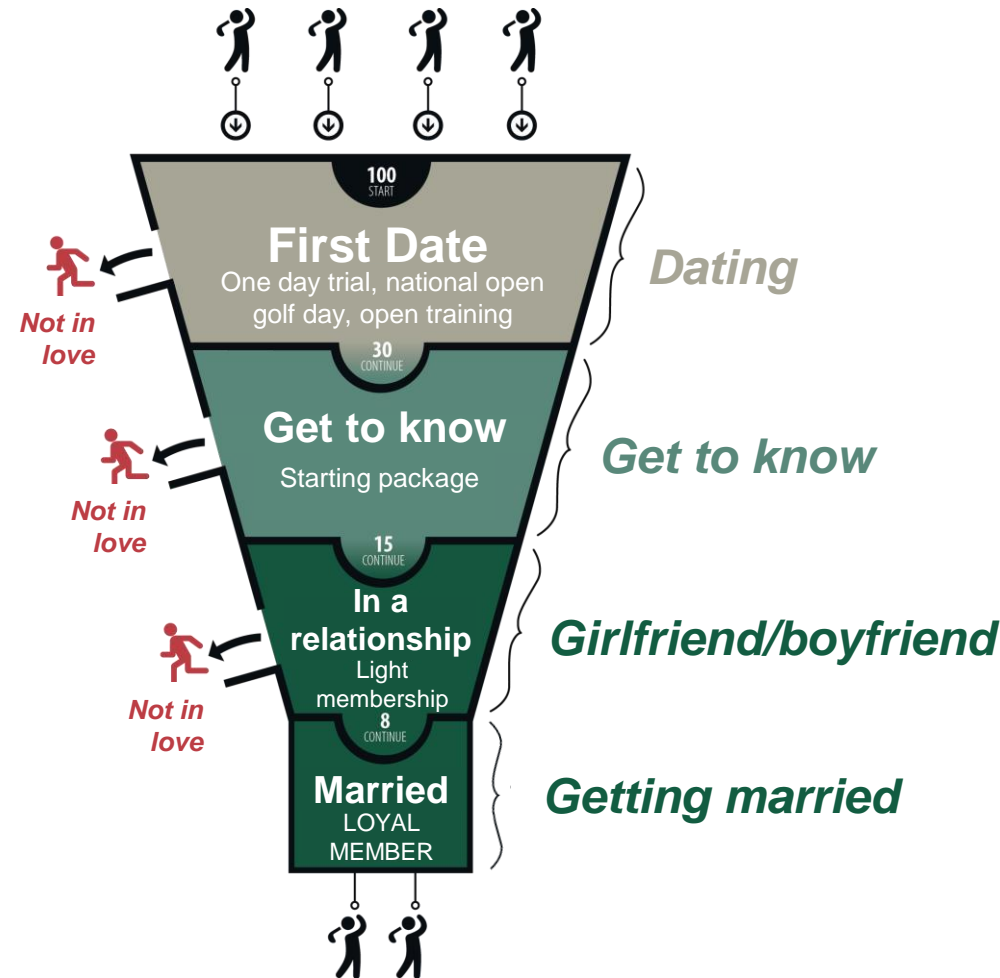 100
START
First Date
One day trial, national open
golf day, open training
Dating
Not in
love
30
CONTINUE
Get to know
Starting package
Get to know
Not in
love
15
CONTINUE
In a
relationship
Light
membership
Girlfriend/boyfriend
Not in
love
8
CONTINUE
Married
LOYAL
MEMBER
Getting married